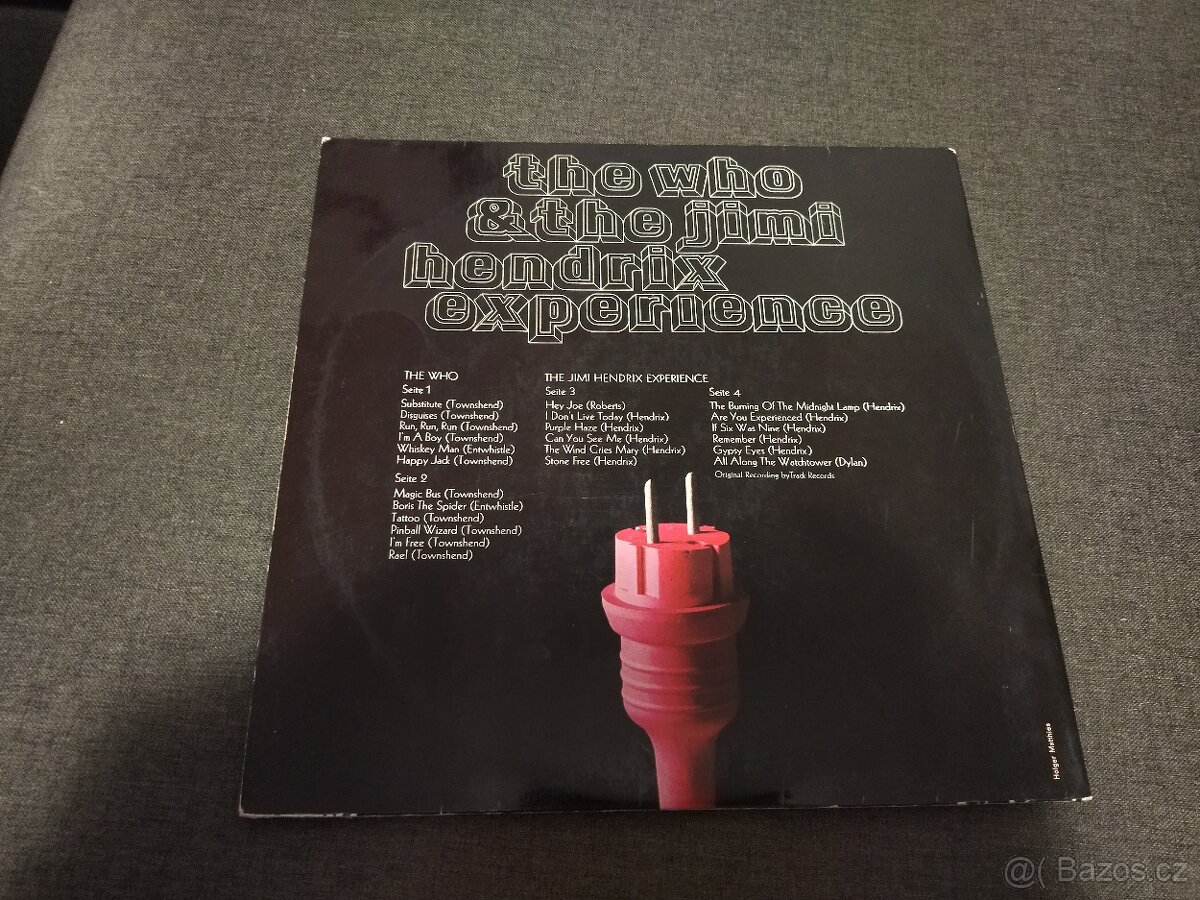 the who
& the jimi
hendrix
experience
THE WHO
Seite 1
Substitute (Townshend)
Disguises (Townshend)
Run, Run, Run (Townshend)
I'm A Boy (Townshend)
Whiskey Man (Entwhistle)
Happy Jack (Townshend)
Seite 2
Magic Bus (Townshend)
Boris The Spider (Entwhistle)
Tattoo (Townshend)
Pinball Wizard (Townshend)
I'm Free (Townshend)
Rael (Townshend)
THE JIMI HENDRIX EXPERIENCE
Seite 3
Hey Joe (Roberts)
I Don't Live Today (Hendrix)
Purple Haze (Hendrix)
Can You See Me (Hendrix)
The Wind Cries Mary (Hendrix)
Stone Free (Hendrix)
Seite 4
The Burning Of The Midnight Lamp (Hendrix)
Are You Experienced (Hendrix)
If Six Was Nine (Hendrix)
Remember (Hendrix)
Gypsy Eyes (Hendrix)
All Along The Watchtower (Dylan)
Original Recording by Track Records
Holger Matthies
@( Bazos.cz